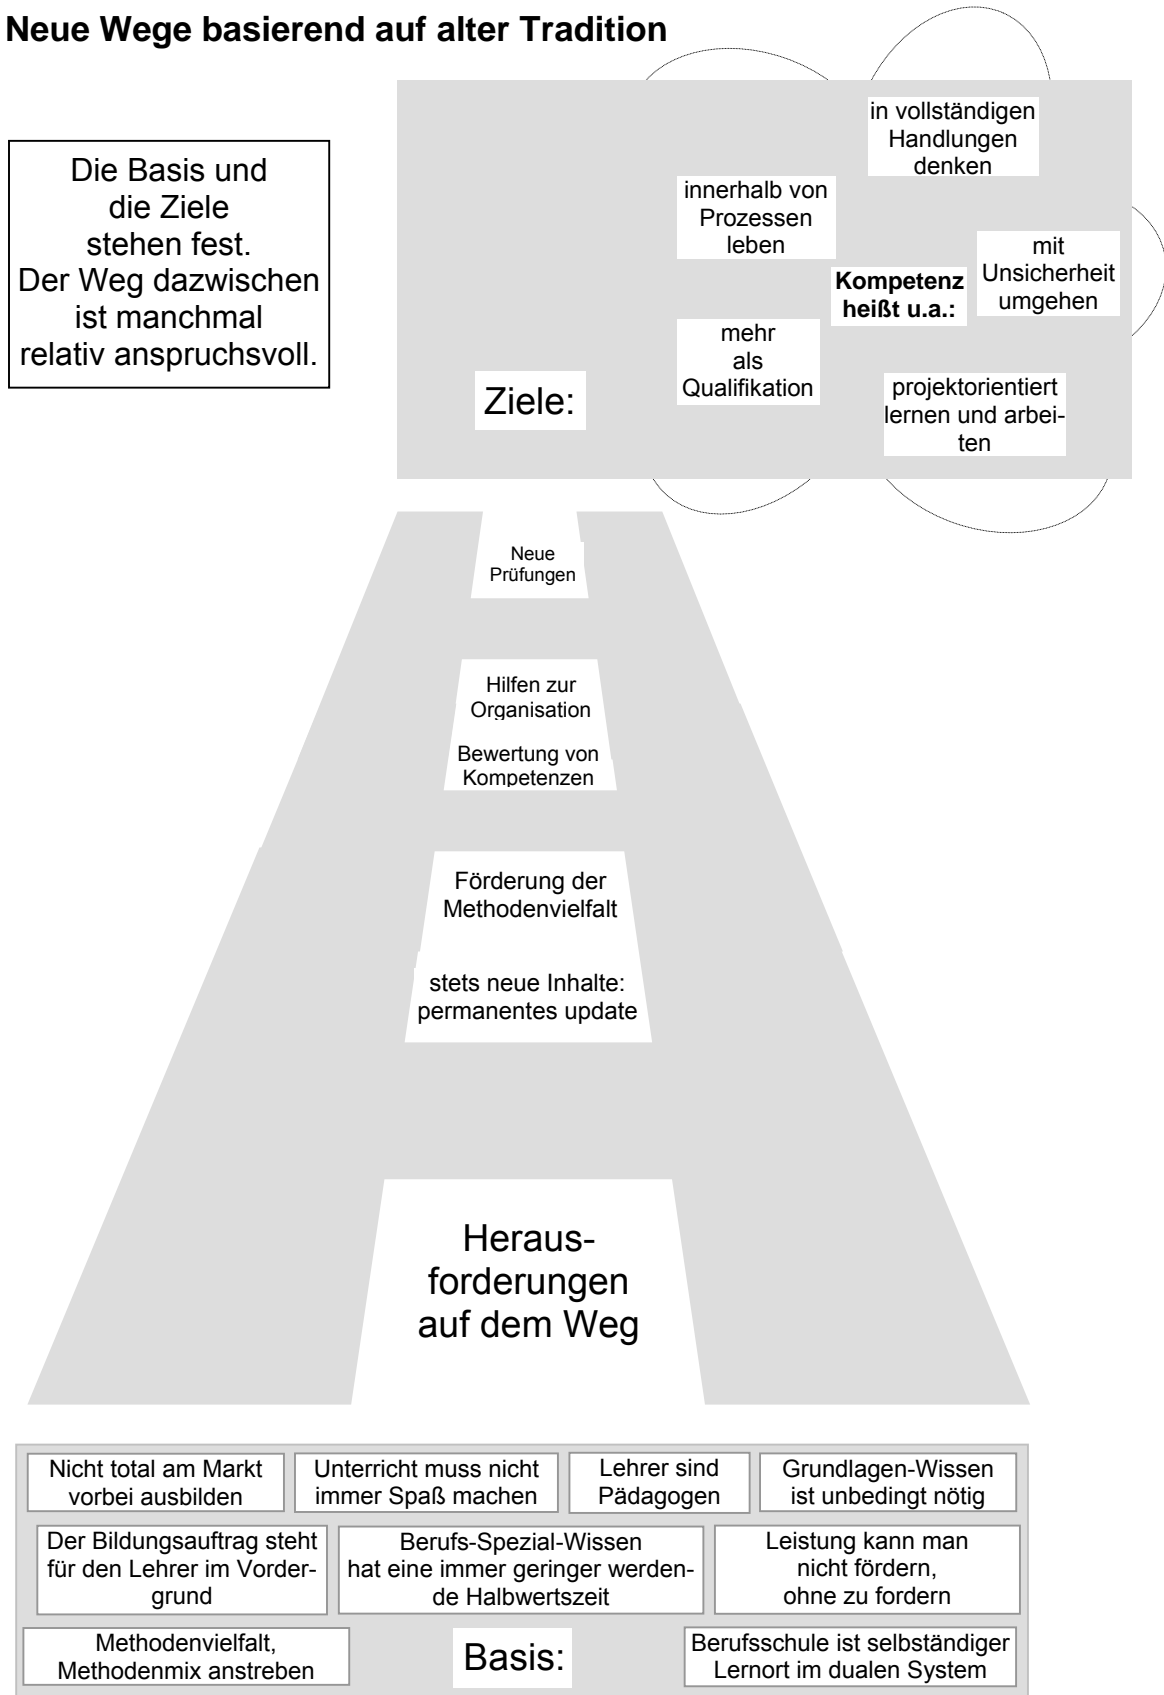 Neue Wege basierend auf alter Tradition
Die Basis und
die Ziele
stehen fest.
Der Weg dazwischen
ist manchmal
relativ anspruchsvoll.
in vollständigen
Handlungen
denken
innerhalb von
Prozessen
leben
mit
Unsicherheit
umgehen
Kompetenz
heißt u.a.:
mehr
als
Qualifikation
projektorientiert
lernen und arbei-
ten
Ziele:
Neue
Prüfungen
Hilfen zur
Organisation
Bewertung von
Kompetenzen
Förderung der
Methodenvielfalt
stets neue Inhalte:
permanentes update
Heraus-
forderungen
auf dem Weg
Nicht total am Markt
vorbei ausbilden
Unterricht muss nicht
immer Spaß machen
Lehrer sind
Pädagogen
Grundlagen-Wissen
ist unbedingt nötig
Der Bildungsauftrag steht
für den Lehrer im Vorder-
grund
Berufs-Spezial-Wissen
hat eine immer geringer werden-
de Halbwertszeit
Leistung kann man
nicht fördern,
ohne zu fordern
Methodenvielfalt,
Methodenmix anstreben
Basis:
Berufsschule ist selbständiger
Lernort im dualen System